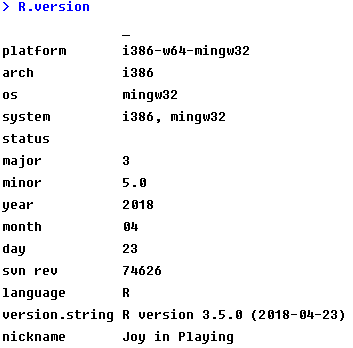 > R.version
_
platform i386-w64-mingw32
arch i386
os mingw32
system i386, mingw32
status
major 3
minor 5.0
year 2018
month 04
day 23
svn rev 74626
language R
version.string R version 3.5.0 (2018-04-23)
nickname Joy in Playing